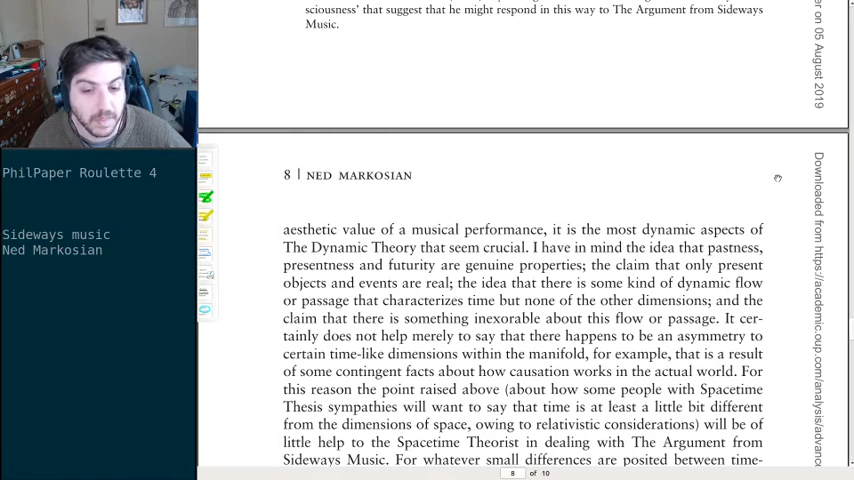 sciousness' that suggest that he might respond in this way to The Argument from Sideways
Music.
er on 05 August 2019
PhilPaper Roulette 4
Sideways music
Ned Markosian
8 | NED MARKOSIAN
aesthetic value of a musical performance, it is the most dynamic aspects of
The Dynamic Theory that seem crucial. I have in mind the idea that pastness,
presentness and futurity are genuine properties; the claim that only present
objects and events are real; the idea that there is some kind of dynamic flow
or passage that characterizes time but none of the other dimensions; and the
claim that there is something inexorable about this flow or passage. It cer-
tainly does not help merely to say that there happens to be an asymmetry to
certain time-like dimensions within the manifold, for example, that is a result
of some contingent facts about how causation works in the actual world. For
this reason the point raised above (about how some people with Spacetime
Thesis sympathies will want to say that time is at least a little bit different
from the dimensions of space, owing to relativistic considerations) will be of
little help to the Spacetime Theorist in dealing with The Argument from
Sideways Music. For whatever small differences are posited between time-
Downloaded from https://academic.oup.com/analysis/advanc
8 of 10